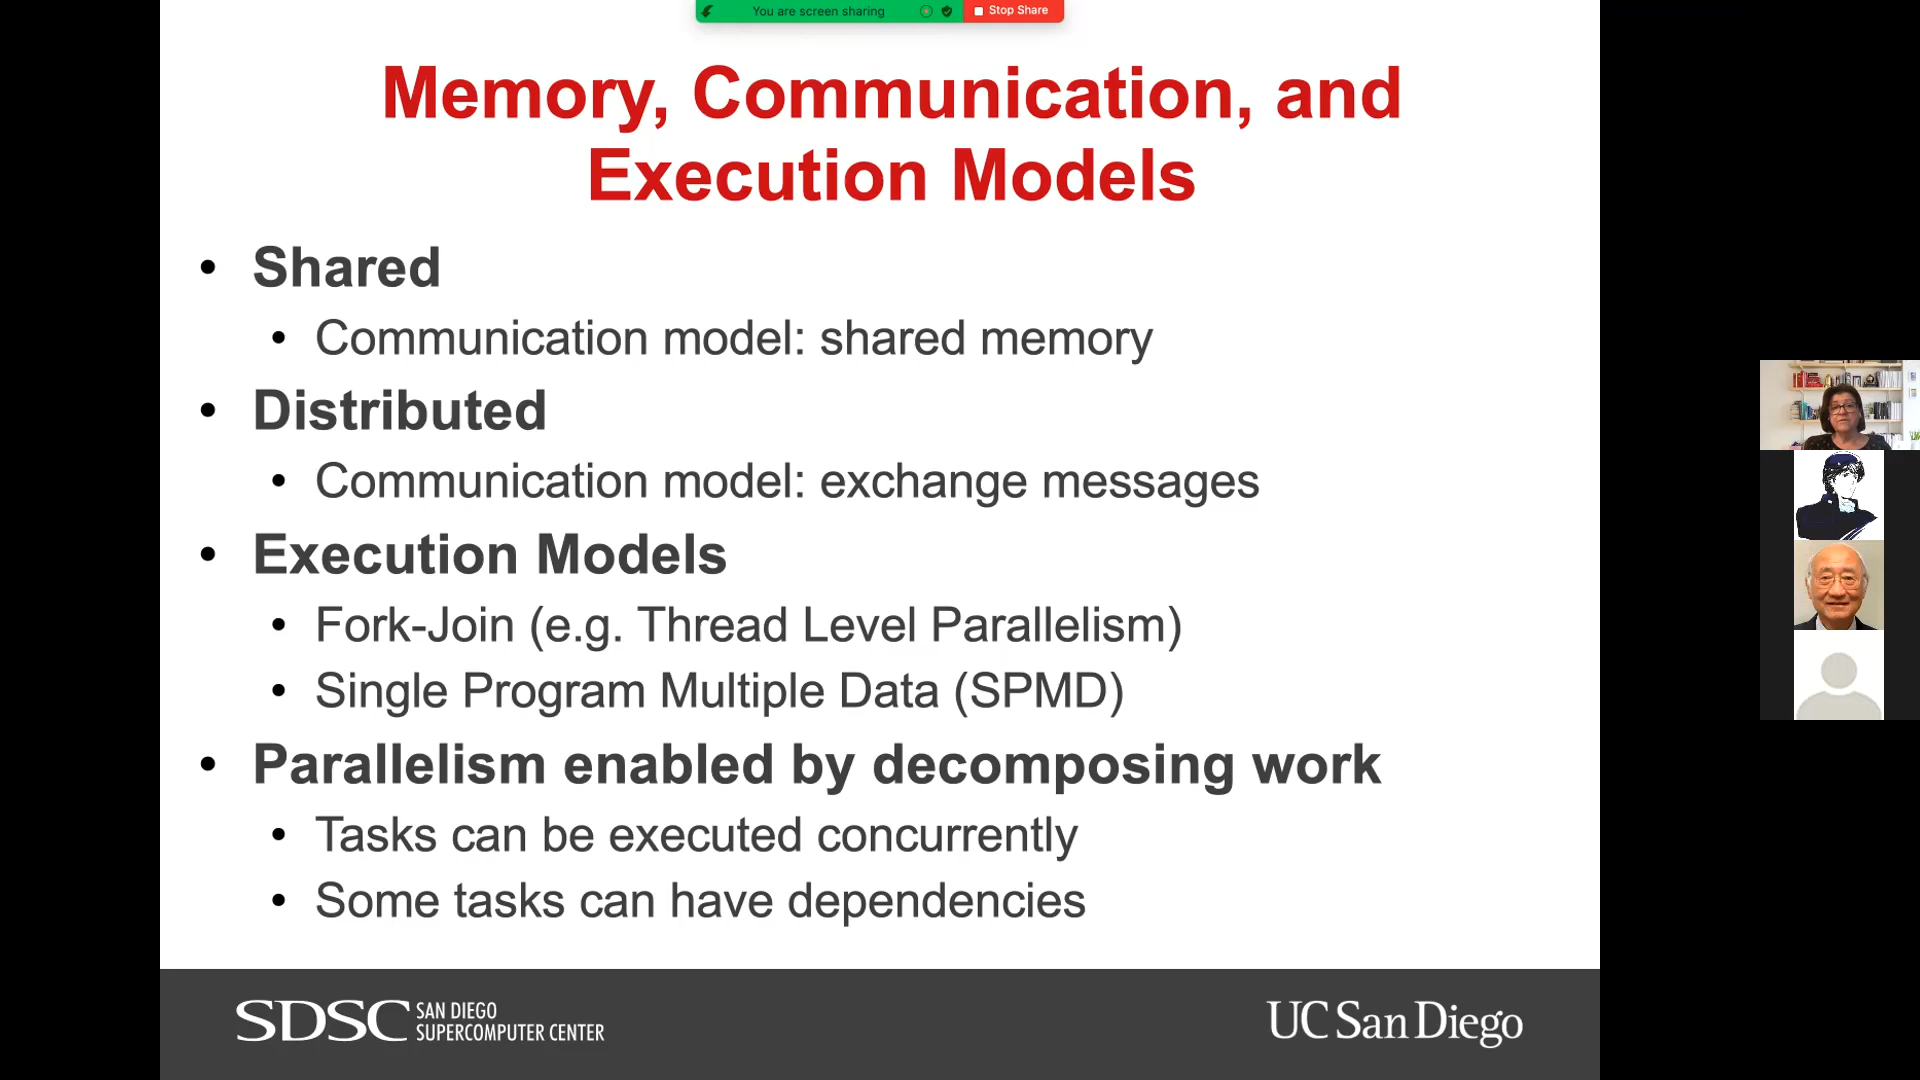 You are screen sharing
Stop Share
Memory, Communication, and
Execution Models
• Shared
• Communication model: shared memory
• Distributed
• Communication model: exchange messages
• Execution Models
• Fork-Join (e.g. Thread Level Parallelism)
• Single Program Multiple Data (SPMD)
• Parallelism enabled by decomposing work
• Tasks can be executed concurrently
• Some tasks can have dependencies
SDSC SAN DIEGO
SUPERCOMPUTER CENTER
UC San Diego